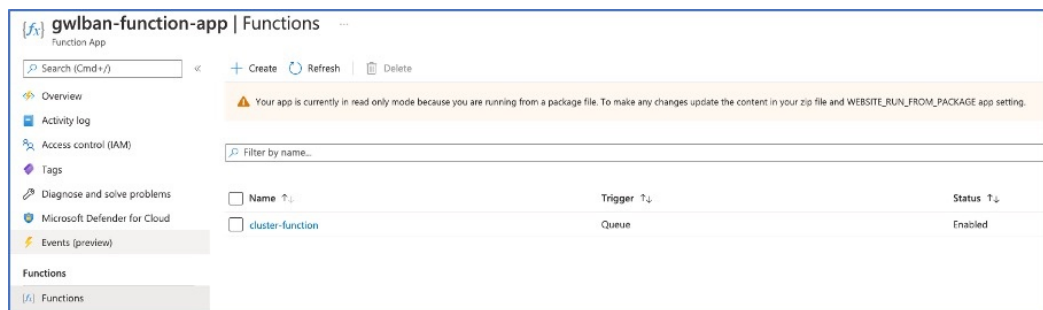 gwlban-function-app | Functions ...
Function App
Search (Cmd+/)
«
+ Create Refresh Delete
Overview
Activity log
Access control (IAM)
Tags
Diagnose and solve problems
Microsoft Defender for Cloud
Events (preview)
Functions
Functions
Your app is currently in read only mode because you are running from a package file. To make any changes update the content in your zip file and WEBSITE_RUN_FROM_PACKAGE app setting.
Filter by name...
Name ↑↓ Trigger ↑↓ Status ↑↓
cluster-function Queue Enabled